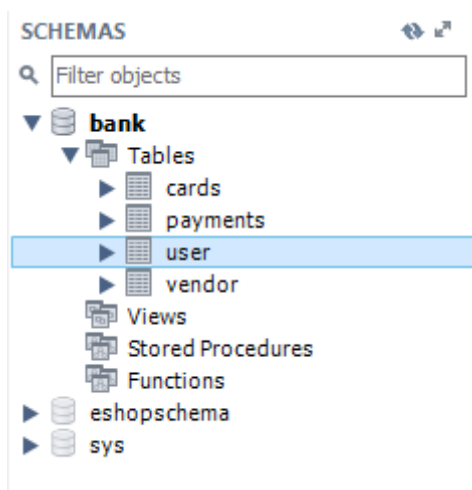 SCHEMAS
Filter objects
bank
Tables
cards
payments
user
vendor
Views
Stored Procedures
Functions
eshopschema
sys